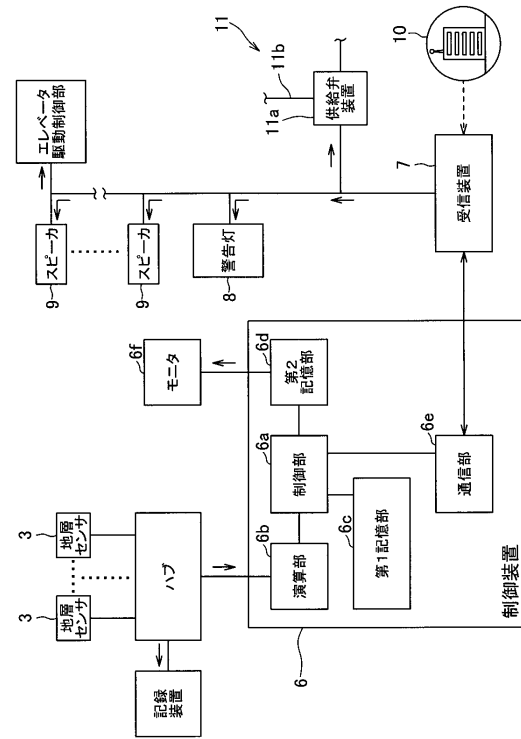 3
地層
センサ
3
地層
センサ
ハブ
記録
装置
6f
モニタ
6b
演算部
6a
制御部
6d
第2
記憶部
6c
第1記憶部
6e
通信部
6
制御装置
エレベータ
駆動制御部
スピーカ
9
スピーカ
9
警告灯
8
11
11b
11a
供給弁
装置
7
受信装置
10